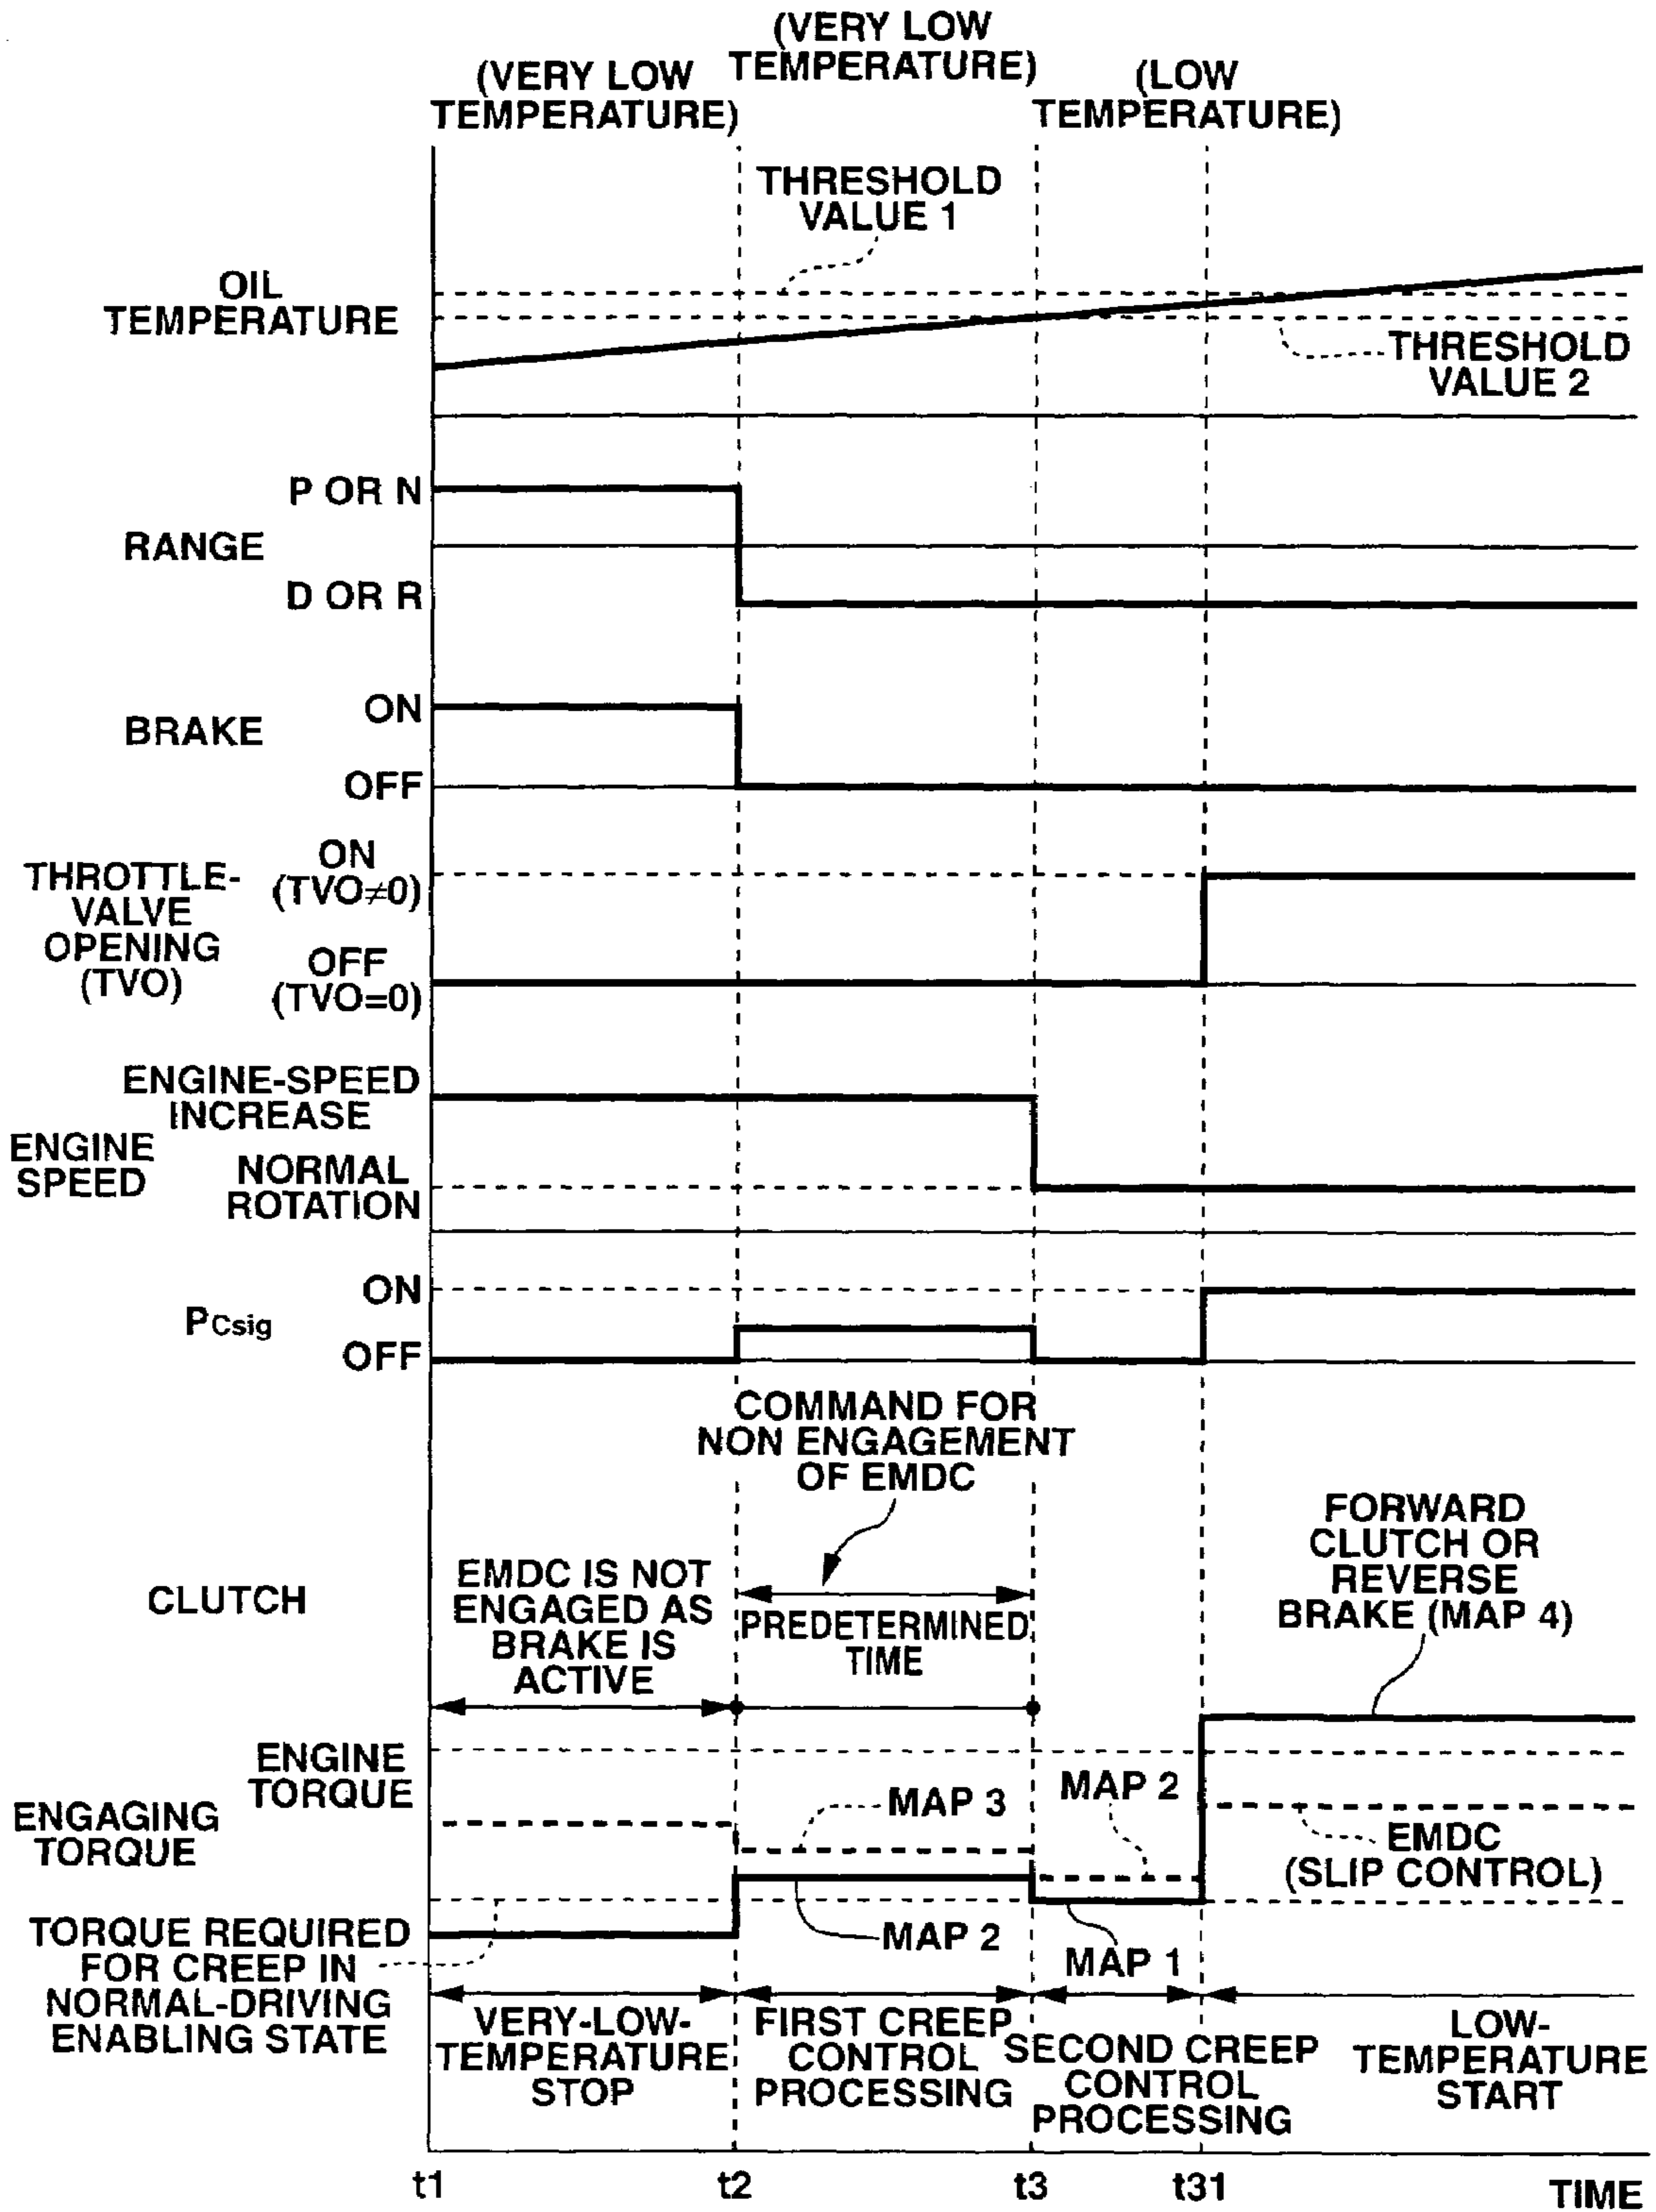 (VERY LOW
TEMPERATURE)
(VERY LOW
TEMPERATURE)
(LOW
TEMPERATURE)
THRESHOLD
VALUE 1
OIL
TEMPERATURE
THRESHOLD
VALUE 2
P OR N
RANGE
D OR R
ON
BRAKE
OFF
THROTTLE-
VALVE
OPENING
(TVO)
ON
(TVO≠0)
OFF
(TVO=0)
ENGINE-SPEED
INCREASE
ENGINE
SPEED
NORMAL
ROTATION
ON
PCsig
OFF
COMMAND FOR
NON ENGAGEMENT
OF EMDC
CLUTCH
EMDC IS NOT
ENGAGED AS
BRAKE IS
ACTIVE
PREDETERMINED
TIME
FORWARD
CLUTCH OR
REVERSE
BRAKE (MAP 4)
ENGINE
TORQUE
ENGAGING
TORQUE
MAP 3
MAP 2
EMDC
(SLIP CONTROL)
MAP 2
MAP 1
TORQUE REQUIRED
FOR CREEP IN
NORMAL-DRIVING
ENABLING STATE
VERY-LOW-
TEMPERATURE
STOP
FIRST CREEP
CONTROL
PROCESSING
SECOND CREEP
CONTROL
PROCESSING
LOW-
TEMPERATURE
START
t1
t2
t3
t31
TIME